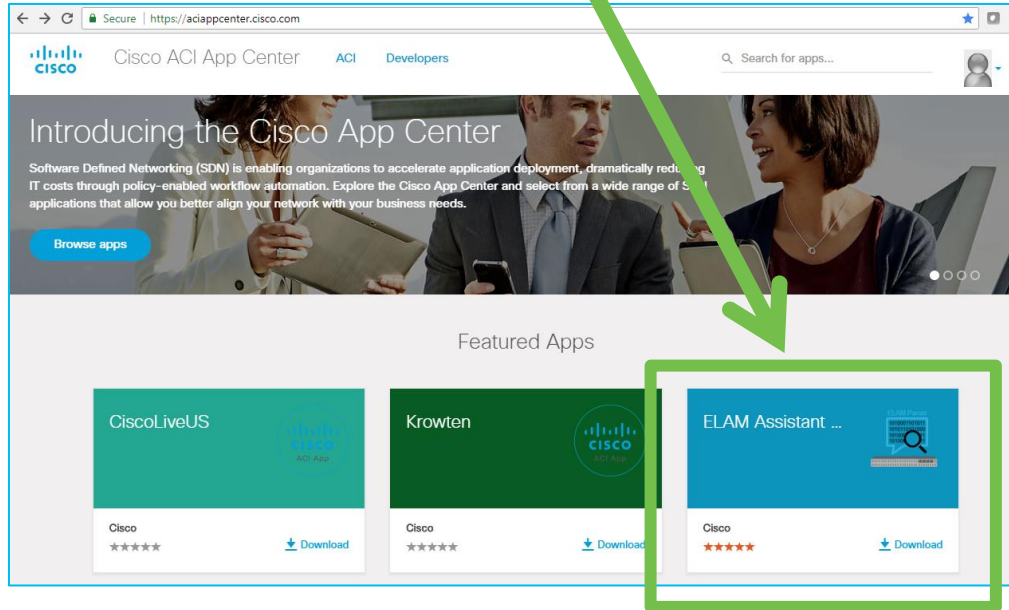 Secure | https://aciappcenter.cisco.com
CISCO
Cisco ACI App Center ACI Developers Search for apps...
Introducing the Cisco App Center
Software Defined Networking (SDN) is enabling organizations to accelerate application deployment, dramatically
IT costs through policy-enabled workflow automation. Explore the Cisco App Center and select from a wide range of
applications that allow you better align your network with your business needs.
Browse apps
Featured Apps
CiscoLiveUS
CISCO
ACI App
Krowten
CISCO
ACI App
ELAM Assistant ...
ELAM Parser
Cisco
Download
Cisco
Download
Cisco
Download